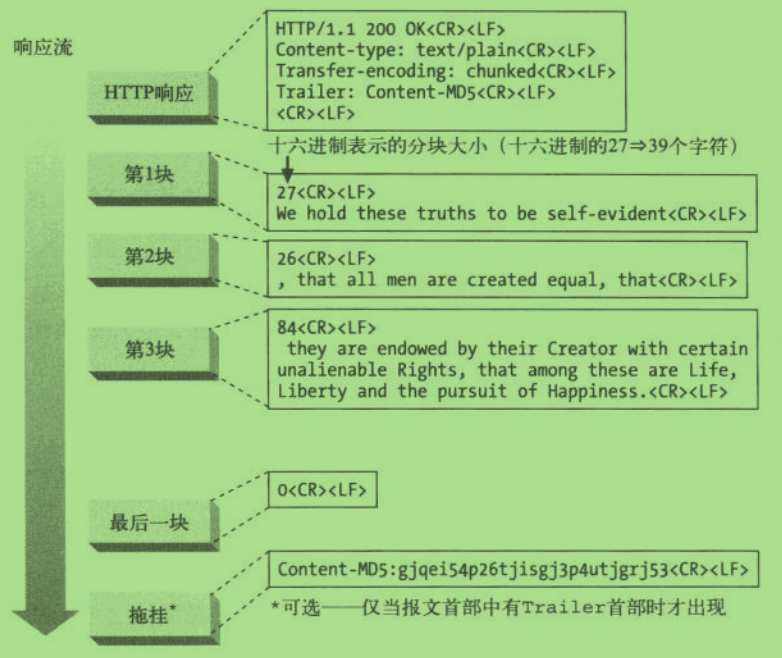 响应流
HTTP响应
HTTP/1.1 200 OK<CR><LF>
Content-type: text/plain<CR><LF>
Transfer-encoding: chunked<CR><LF>
Trailer: Content-MD5<CR><LF>
<CR><LF>
十六进制表示的分块大小（十六进制的27⇒39个字符）
第1块
27<CR><LF>
We hold these truths to be self-evident<CR><LF>
第2块
26<CR><LF>
, that all men are created equal, that<CR><LF>
第3块
84<CR><LF>
they are endowed by their Creator with certain
unalienable Rights, that among these are Life,
Liberty and the pursuit of Happiness.<CR><LF>
最后一块
0<CR><LF>
拖挂*
Content-MD5:gjqei54p26tjisgj3p4utjgrj53<CR><LF>
*可选——仅当报文首部中有Trailer首部时才出现